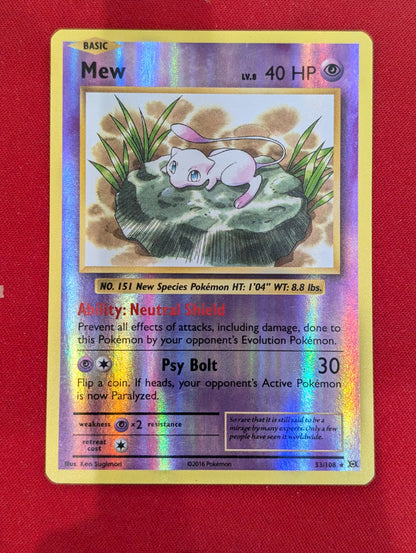 BASIC
Mew LV.8 40 HP
NO. 151 New Species Pokémon HT: 1'04" WT: 8.8 lbs.
Ability: Neutral Shield
Prevent all effects of attacks, including damage, done to
this Pokémon by your opponent's Evolution Pokémon.
Psy Bolt 30
Flip a coin. If heads, your opponent's Active Pokémon
is now Paralyzed.
weakness ×2 resistance
retreat
cost
So rare that it is still said to be a
mirage by many experts. Only a few
people have seen it worldwide.
Illus. Ken Sugimori ©2016 Pokémon 53/108 ★